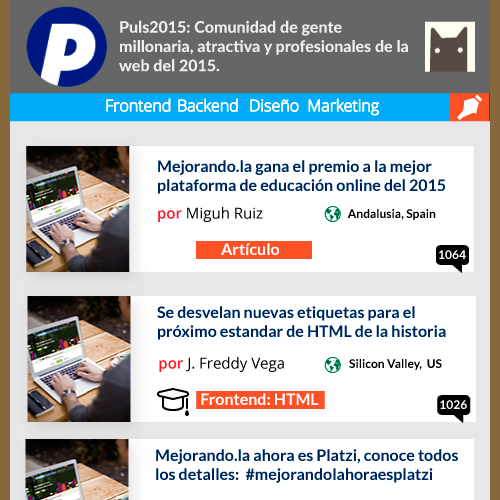 P
Puls2015: Comunidad de gente
millonaria, atractiva y profesionales de la
web del 2015.
Frontend Backend Diseño Marketing
Mejorando.la gana el premio a la mejor
plataforma de educación online del 2015
por Miguh Ruiz
Andalusia, Spain
Artículo
1064
Se desvelan nuevas etiquetas para el
próximo estandar de HTML de la historia
por J. Freddy Vega
Silicon Valley, US
Frontend: HTML
1026
Mejorando.la ahora es Platzi, conoce todos
los detalles: #mejorandolahoraesplatzi